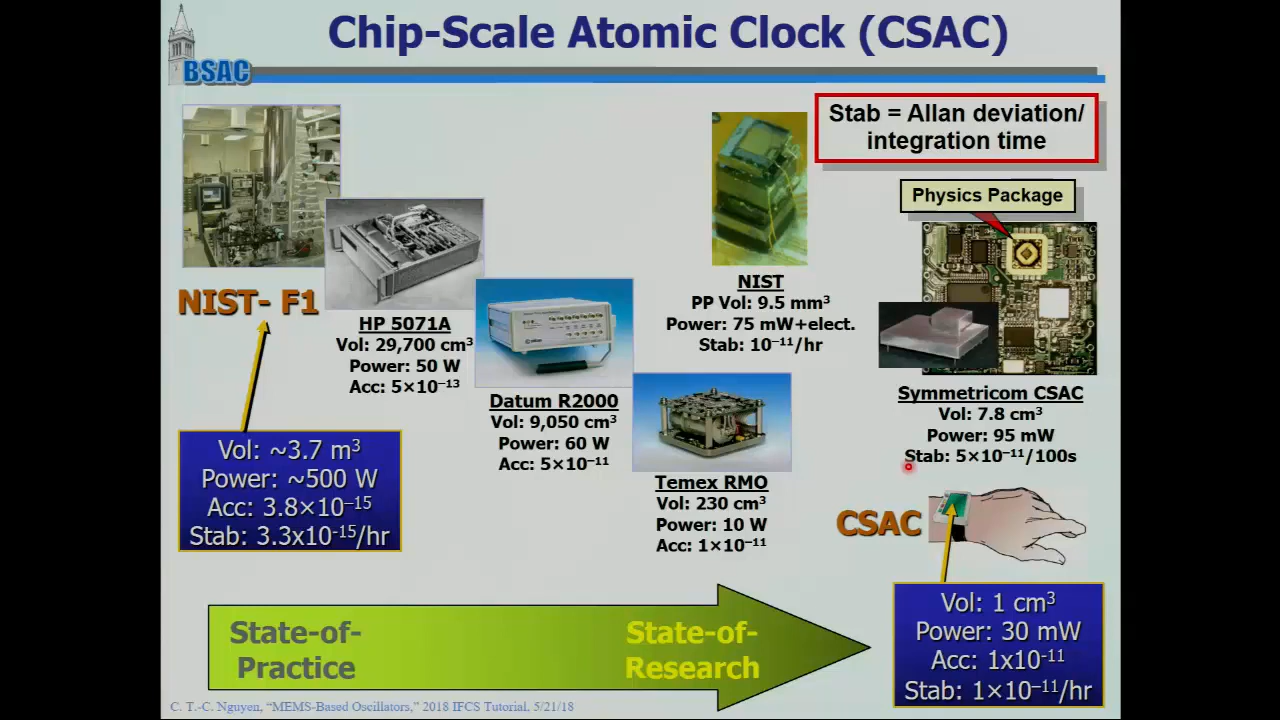 Chip-Scale Atomic Clock (CSAC)
BSAC
Stab = Allan deviation/
integration time
Physics Package
NIST- F1
HP 5071A
Vol: 29,700 cm³
Power: 50 W
Acc: 5×10⁻¹³
Datum R2000
Vol: 9,050 cm³
Power: 60 W
Acc: 5×10⁻¹¹
Temex RMO
Vol: 230 cm³
Power: 10 W
Acc: 1×10⁻¹¹
NIST
PP Vol: 9.5 mm³
Power: 75 mW+elect.
Stab: 10⁻¹¹/hr
Symmetricom CSAC
Vol: 7.8 cm³
Power: 95 mW
Stab: 5×10⁻¹¹/100s
Vol: ~3.7 m³
Power: ~500 W
Acc: 3.8×10⁻¹⁵
Stab: 3.3x10⁻¹⁵/hr
CSAC
Vol: 1 cm³
Power: 30 mW
Acc: 1x10⁻¹¹
Stab: 1×10⁻¹¹/hr
State-of-
Practice
State-of-
Research
C. T.-C. Nguyen, “MEMS-Based Oscillators,” 2018 IFCS Tutorial, 5/21/18